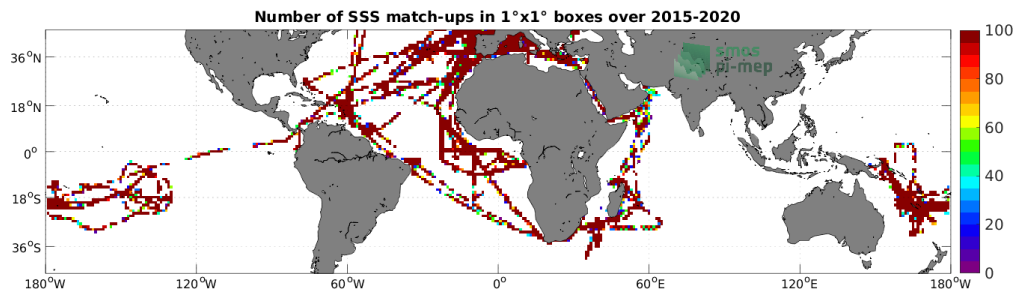 Number of SSS match-ups in 1°x1° boxes over 2015-2020
smos
pi-mep
36°N
18°N
0°
18°S
36°S
180°W
120°W
60°W
0°
60°E
120°E
180°W
100
80
60
40
20
0